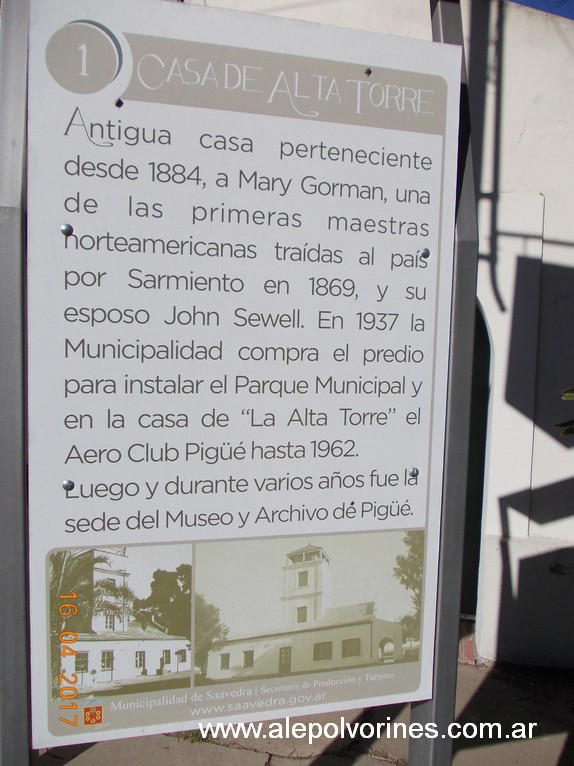 1
CASA DE ALTA TORRE
Antigua casa perteneciente
desde 1884, a Mary Gorman, una
de las primeras maestras
norteamericanas traídas al país
por Sarmiento en 1869, y su
esposo John Sewell. En 1937 la
Municipalidad compra el predio
para instalar el Parque Municipal y
en la casa de “La Alta Torre” el
Aero Club Pigüé hasta 1962.
Luego y durante varios años fue la
sede del Museo y Archivo de Pigüé.
16 04 2017
Municipalidad de Saavedra | Secretaría de Producción y Turismo
www.saavedra.gov.ar
www.alepolvorines.com.ar